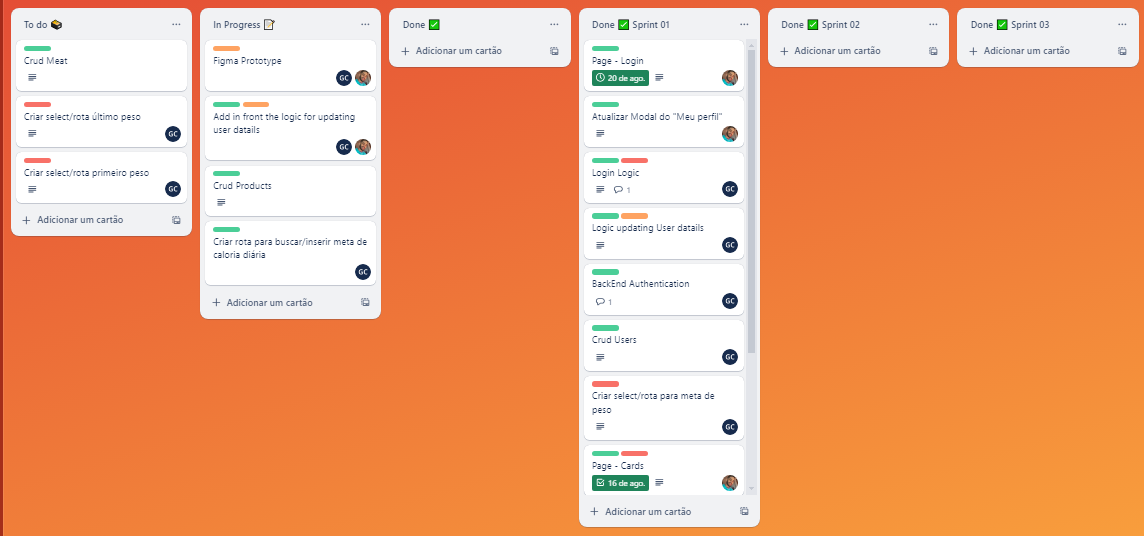 To do
Crud Meat
Criar select/rota último peso
GC
Criar select/rota primeiro peso
GC
Adicionar um cartão
In Progress
Figma Prototype
GC
Add in front the logic for updating
user datails
GC
Crud Products
Criar rota para buscar/inserir meta de
caloria diária
GC
Adicionar um cartão
Done
Adicionar um cartão
Done ✅ Sprint 01
Page - Login
20 de ago.
Atualizar Modal do "Meu perfil"
Login Logic
1
GC
Logic updating User datails
GC
BackEnd Authentication
1
GC
Crud Users
GC
Criar select/rota para meta de
peso
GC
Page - Cards
16 de ago.
Adicionar um cartão
Done ✅ Sprint 02
Adicionar um cartão
Done ✅ Sprint 03
Adicionar um cartão